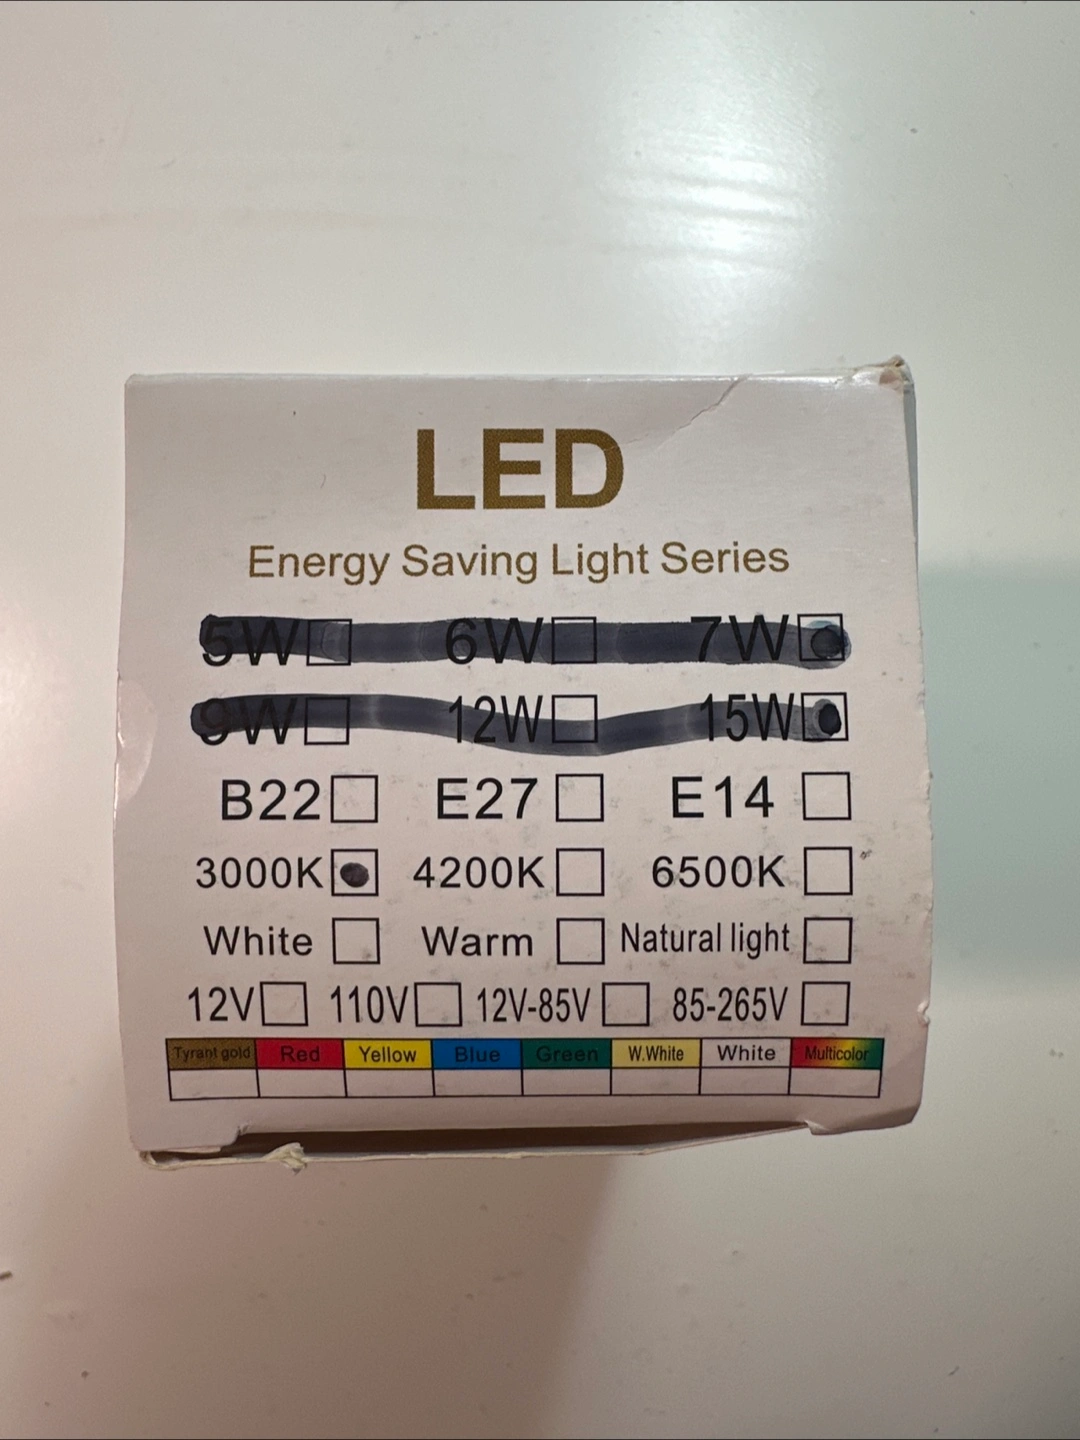 LED
Energy Saving Light Series
5W 6W 7W
9W 12W 15W
B22 E27 E14
3000K 4200K 6500K
White Warm Natural light
12V 110V 12V-85V 85-265V
Tyrant gold Red Yellow Blue Green W.White White Multicolor